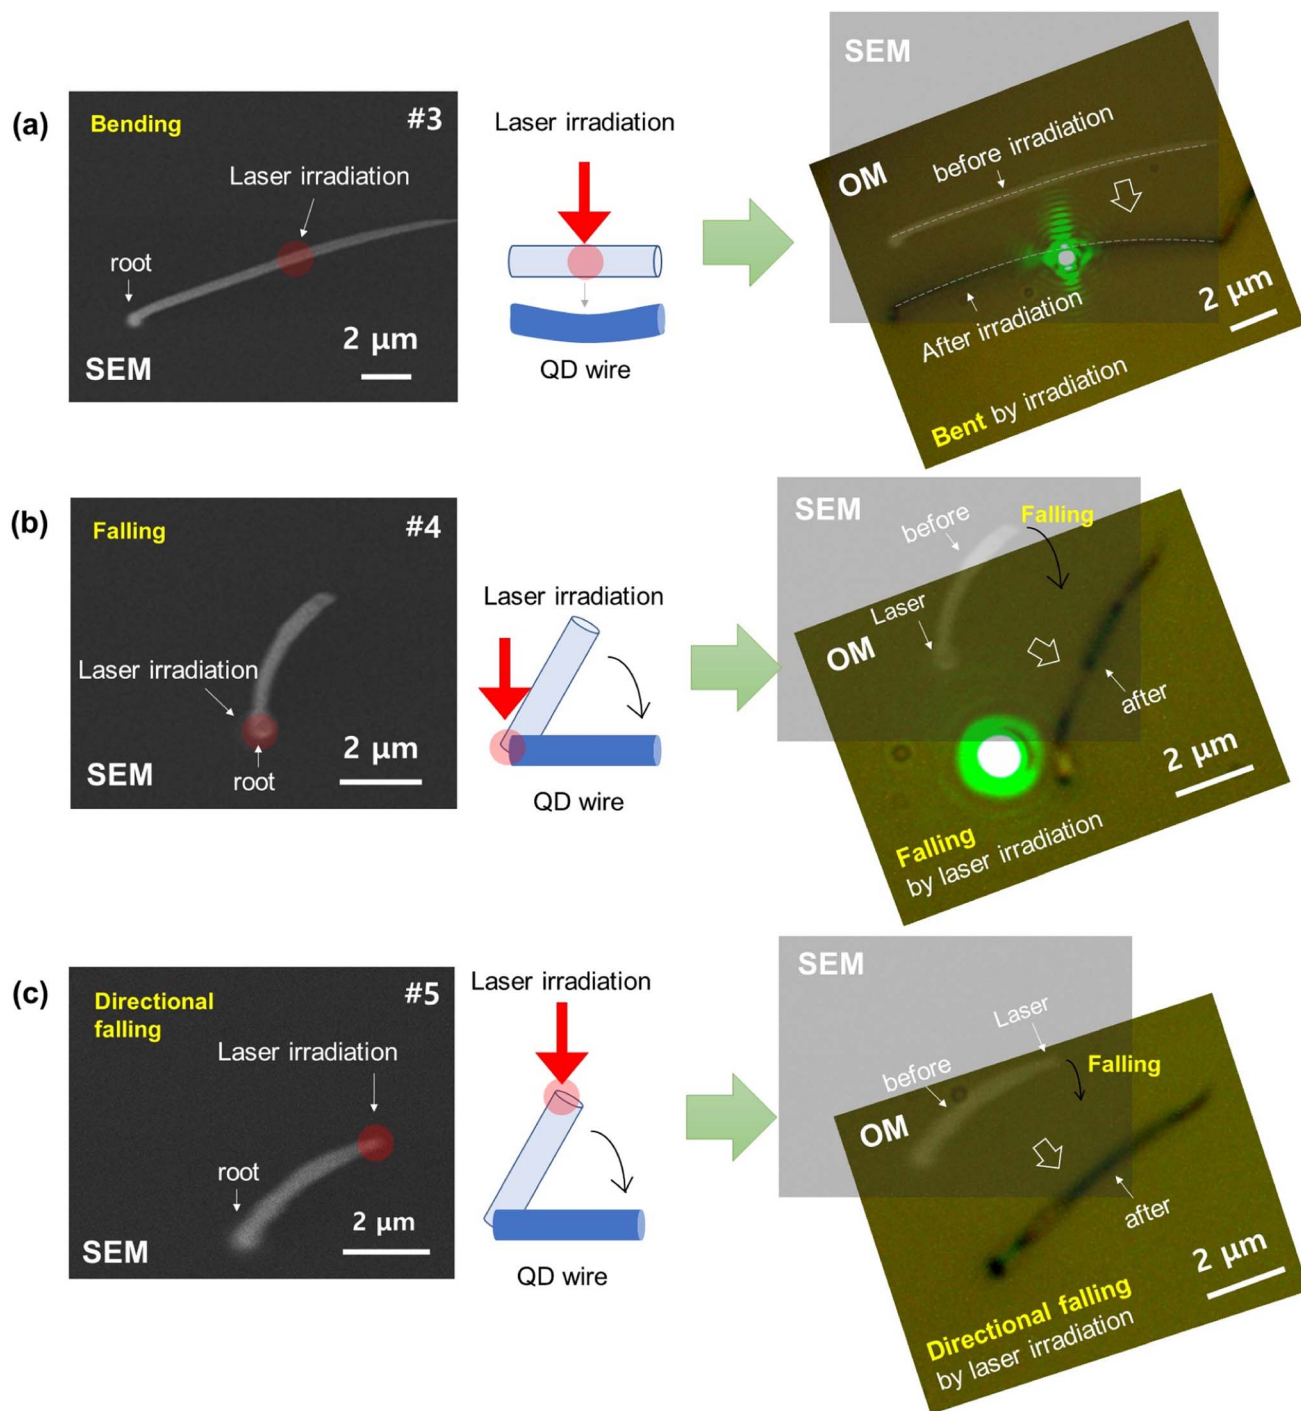 (a)
Bending
#3
Laser irradiation
root
2 μm
SEM
Laser irradiation
QD wire
SEM
OM
before irradiation
After irradiation
2 μm
Bent by irradiation
(b)
Falling
#4
Laser irradiation
root
2 μm
SEM
Laser irradiation
QD wire
SEM
before
Falling
Laser
OM
after
2 μm
Falling
by laser irradiation
(c)
Directional
falling
#5
Laser irradiation
root
2 μm
SEM
Laser irradiation
QD wire
SEM
Laser
before
Falling
OM
after
2 μm
Directional falling
by laser irradiation